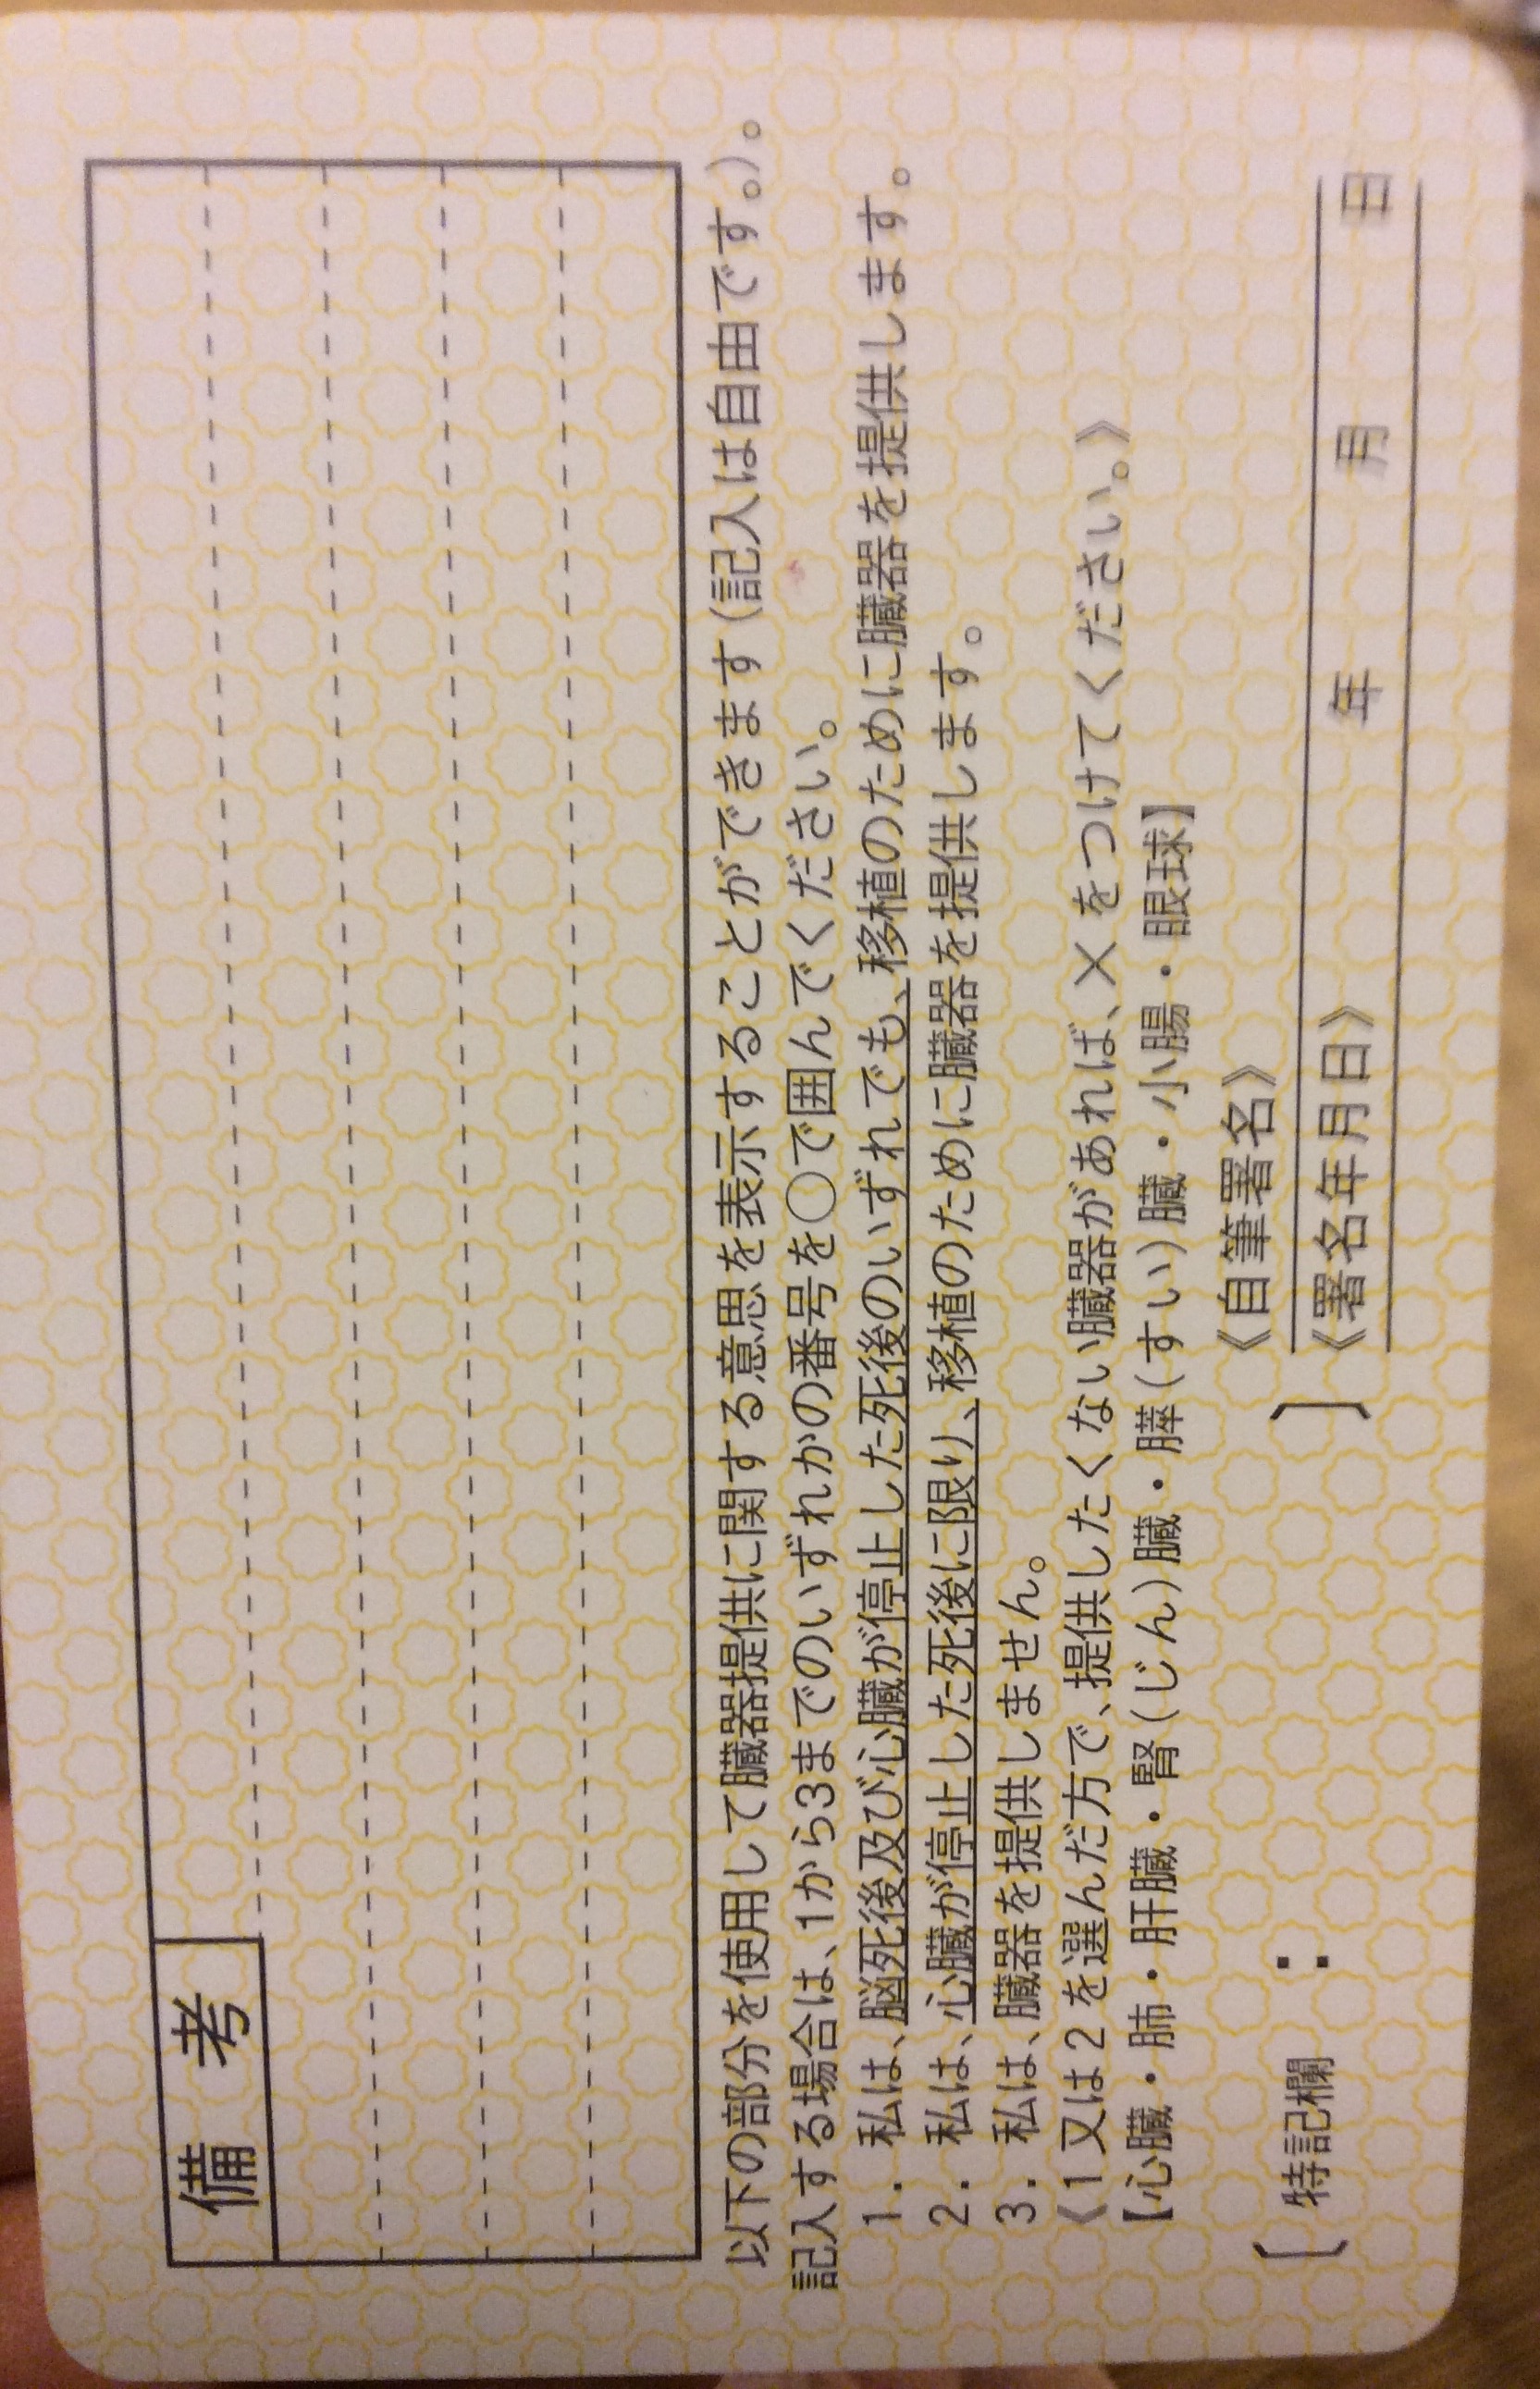 備 考
以下の部分を使用して臓器提供に関する意思を表示することができます(記入は自由です。)。
記入する場合は、1から3までのいずれかの番号を○で囲んでください。
1. 私は、脳死後及び心臓が停止した死後のいずれでも、移植のために臓器を提供します。
2. 私は、心臓が停止した死後に限り、移植のために臓器を提供します。
3. 私は、臓器を提供しません。
《1又は2を選んだ方で、提供したくない臓器があれば、×をつけてください。》
【心臓・肺・肝臓・腎(じん)臓・膵(すい)臓・小腸・眼球】
〔特記欄: 〕
《自筆署名》
《署名年月日》 年 月 日